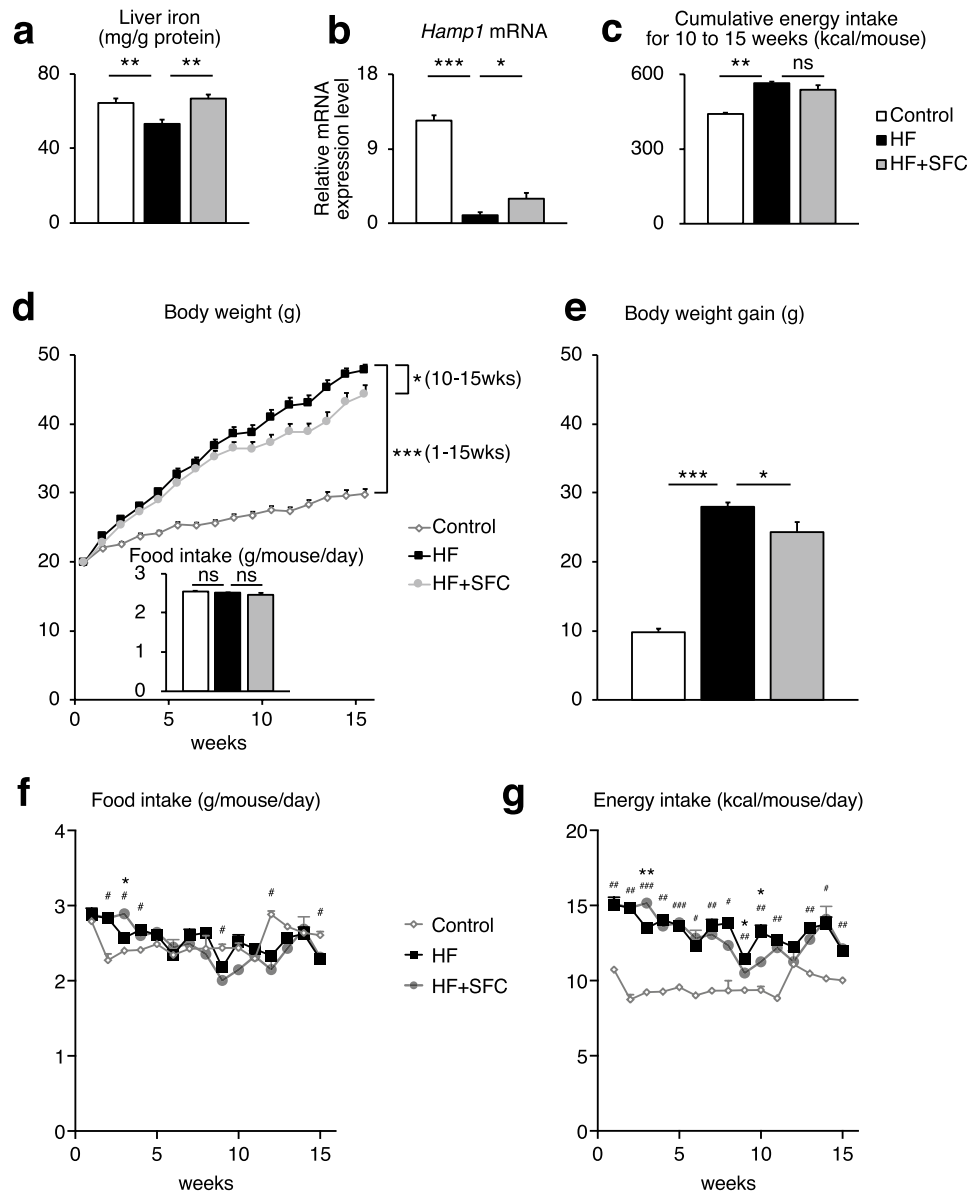 a
Liver iron
(mg/g protein)
80
40
0
**
**
b
Hamp1 mRNA
Relative mRNA
expression level
18
9
0
***
*
c
Cumulative energy intake
for 10 to 15 weeks (kcal/mouse)
600
300
0
**
ns
Control
HF
HF+SFC
d
Body weight (g)
50
40
30
20
10
0
0
5
10
15
weeks
* (10-15wks)
*** (1-15wks)
Control
HF
HF+SFC
Food intake (g/mouse/day)
3
2
1
0
ns
ns
e
Body weight gain (g)
50
40
30
20
10
0
***
*
f
Food intake (g/mouse/day)
4
3
2
1
0
0
5
10
15
weeks
#
*
#
#
#
#
#
Control
HF
HF+SFC
g
Energy intake (kcal/mouse/day)
20
15
10
5
0
0
5
10
15
weeks
##
##
**
###
##
###
#
##
#
*
##
*
##
##
##
#
##